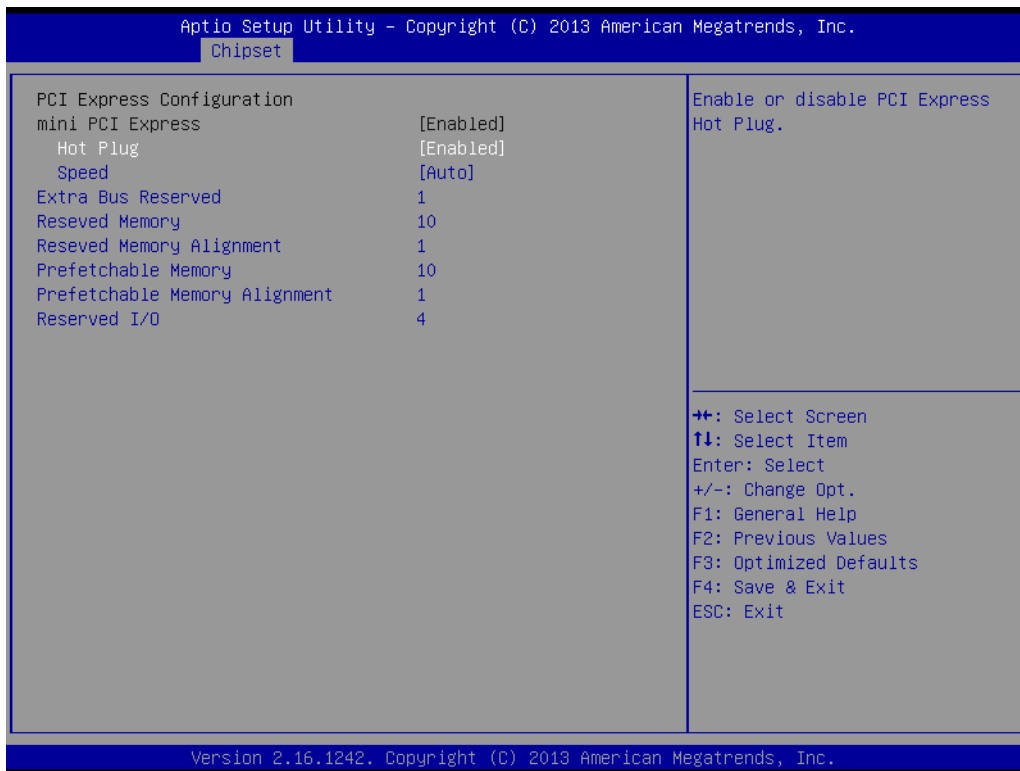 Aptio Setup Utility – Copyright (C) 2013 American Megatrends, Inc.
Chipset
PCI Express Configuration
mini PCI Express [Enabled]
Hot Plug [Enabled]
Speed [Auto]
Extra Bus Reserved 1
Reseved Memory 10
Reseved Memory Alignment 1
Prefetchable Memory 10
Prefetchable Memory Alignment 1
Reserved I/O 4
Enable or disable PCI Express
Hot Plug.
→←: Select Screen
↑↓: Select Item
Enter: Select
+/-: Change Opt.
F1: General Help
F2: Previous Values
F3: Optimized Defaults
F4: Save & Exit
ESC: Exit
Version 2.16.1242. Copyright (C) 2013 American Megatrends, Inc.